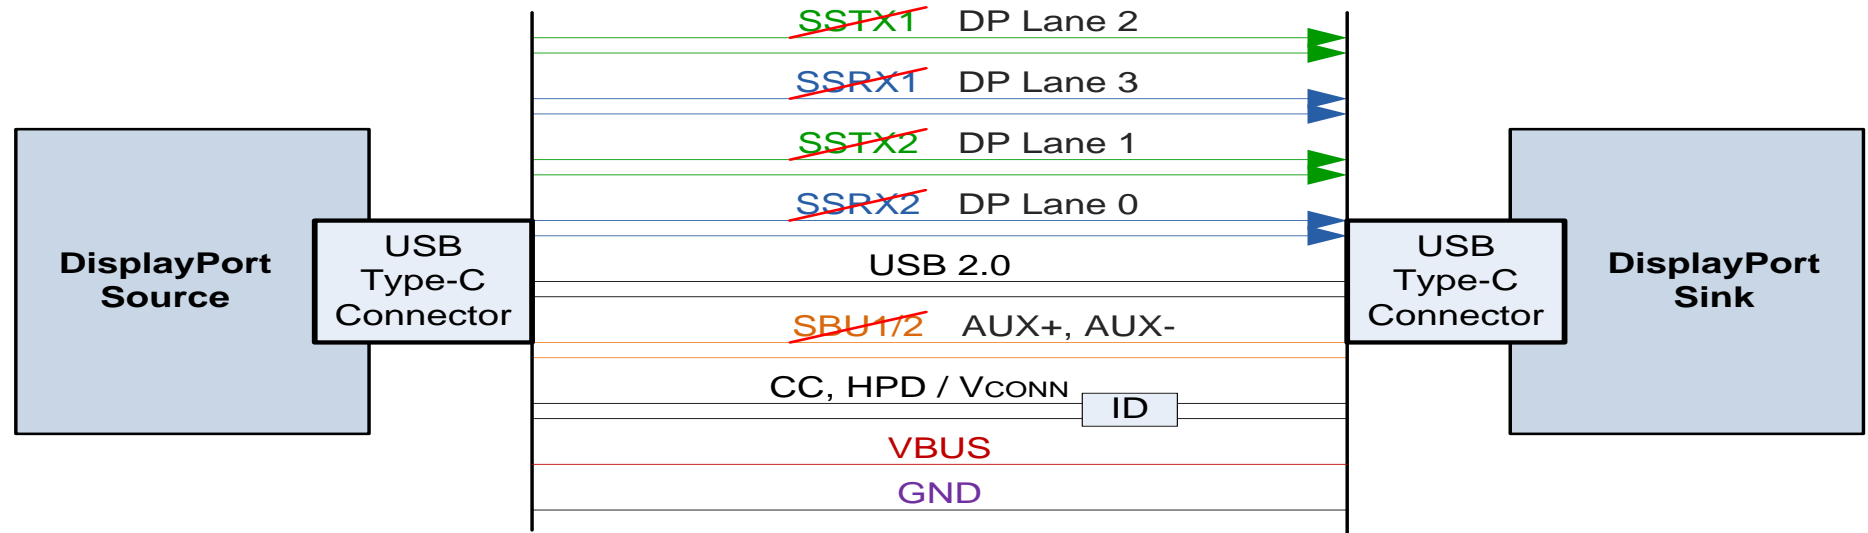 SSTX1 DP Lane 2
SSRX1 DP Lane 3
SSTX2 DP Lane 1
SSRX2 DP Lane 0
DisplayPort
Source
USB
Type-C
Connector
USB 2.0
SBU1/2 AUX+, AUX-
CC, HPD / VCONN
ID
VBUS
GND
USB
Type-C
Connector
DisplayPort
Sink